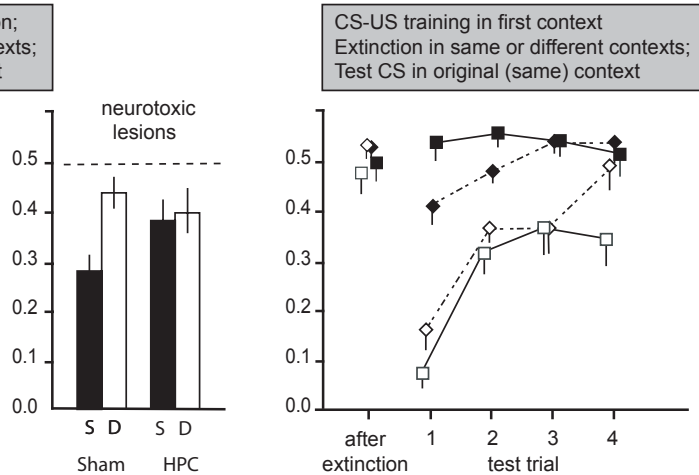 on;
exts;
t
CS-US training in first context
Extinction in same or different contexts;
Test CS in original (same) context
neurotoxic
lesions
0.5
0.4
0.3
0.2
0.1
0.0
S D S D
Sham HPC
0.5
0.4
0.3
0.2
0.1
0.0
after 1 2 3 4
extinction test trial